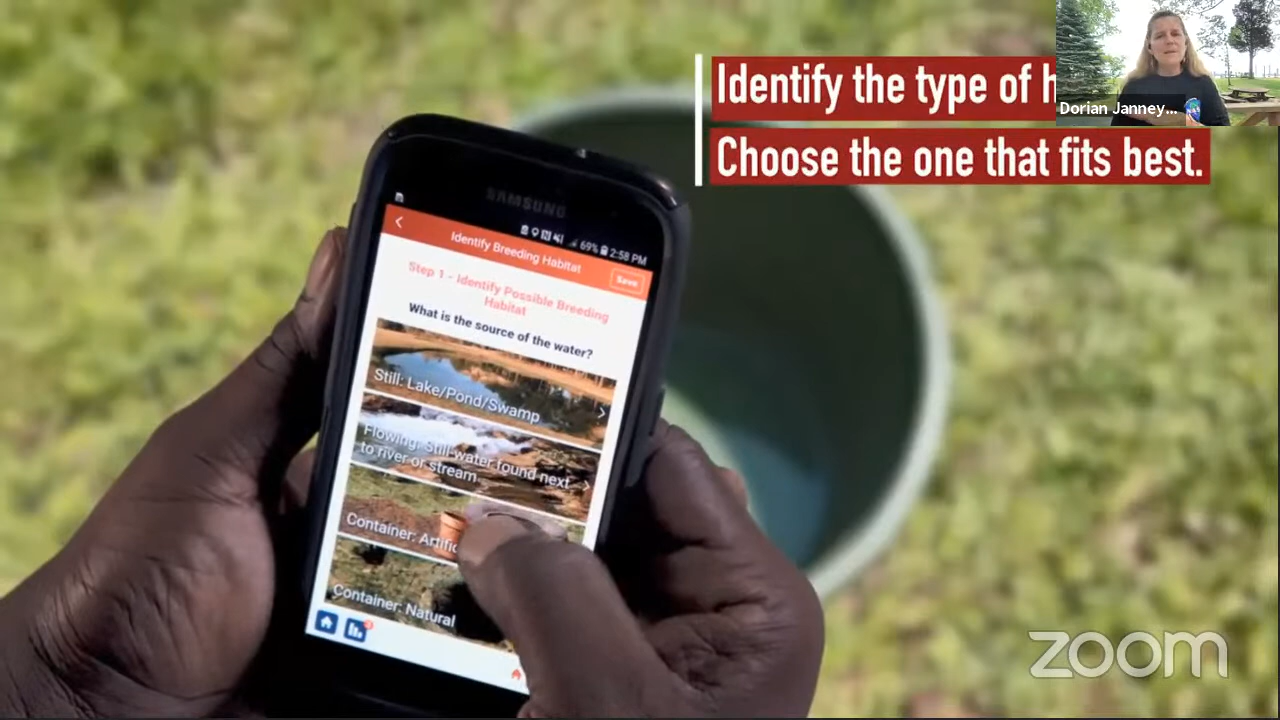 Identify the type of h
Choose the one that fits best.
Dorian Janney...
SAMSUNG
69% 2:58 PM
Identify Breeding Habitat
Save
Step 1 - Identify Possible Breeding
Habitat
What is the source of the water?
Still: Lake/Pond/Swamp
Flowing: Still water found next
to river or stream
Container: Artific
Container: Natural
zoom